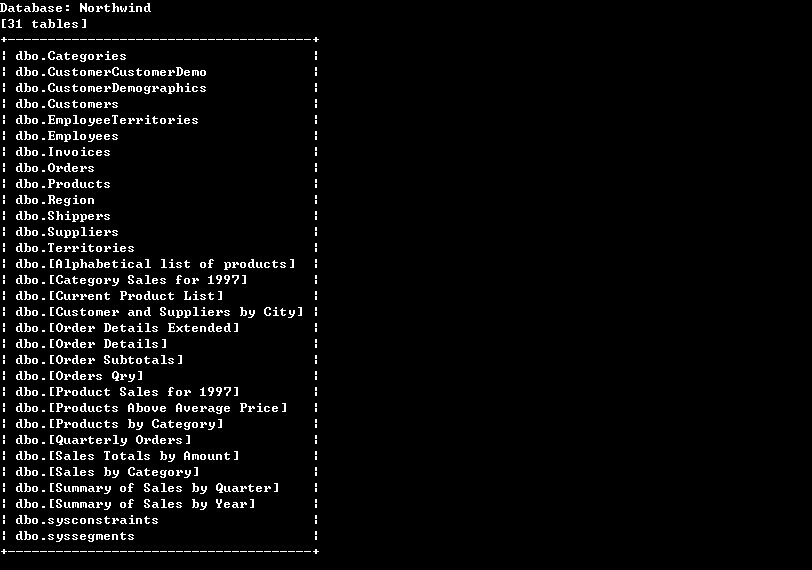 Database: Northwind
[31 tables]
+--------------------------------------+
¦ dbo.Categories ¦
¦ dbo.CustomerCustomerDemo ¦
¦ dbo.CustomerDemographics ¦
¦ dbo.Customers ¦
¦ dbo.EmployeeTerritories ¦
¦ dbo.Employees ¦
¦ dbo.Invoices ¦
¦ dbo.Orders ¦
¦ dbo.Products ¦
¦ dbo.Region ¦
¦ dbo.Shippers ¦
¦ dbo.Suppliers ¦
¦ dbo.Territories ¦
¦ dbo.[Alphabetical list of products] ¦
¦ dbo.[Category Sales for 1997] ¦
¦ dbo.[Current Product List] ¦
¦ dbo.[Customer and Suppliers by City] ¦
¦ dbo.[Order Details Extended] ¦
¦ dbo.[Order Details] ¦
¦ dbo.[Order Subtotals] ¦
¦ dbo.[Orders Qry] ¦
¦ dbo.[Product Sales for 1997] ¦
¦ dbo.[Products Above Average Price] ¦
¦ dbo.[Products by Category] ¦
¦ dbo.[Quarterly Orders] ¦
¦ dbo.[Sales Totals by Amount] ¦
¦ dbo.[Sales by Category] ¦
¦ dbo.[Summary of Sales by Quarter] ¦
¦ dbo.[Summary of Sales by Year] ¦
¦ dbo.sysconstraints ¦
¦ dbo.syssegments ¦
+--------------------------------------+